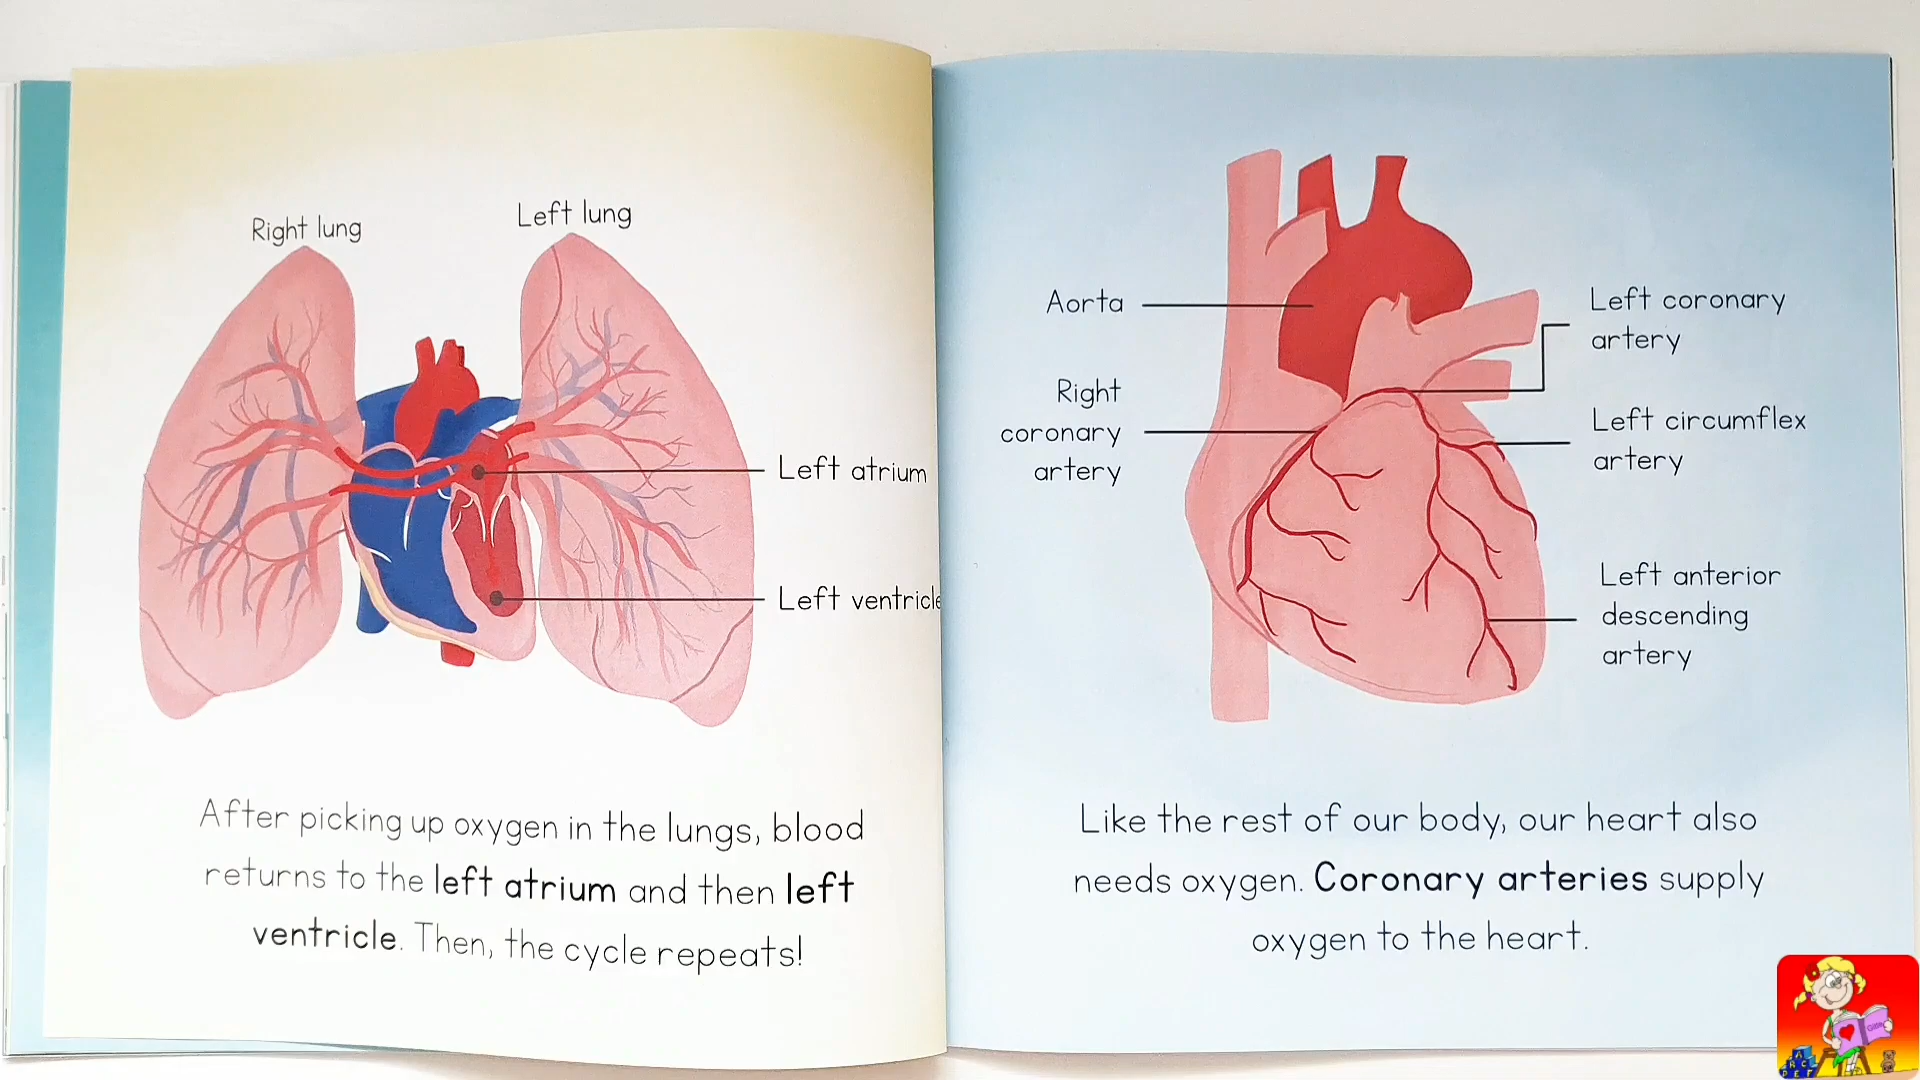 Right lung
Left lung
Left atrium
Left ventricle
After picking up oxygen in the lungs, blood
returns to the left atrium and then left
ventricle. Then, the cycle repeats!
Aorta
Right
coronary
artery
Left coronary
artery
Left circumflex
artery
Left anterior
descending
artery
Like the rest of our body, our heart also
needs oxygen. Coronary arteries supply
oxygen to the heart.